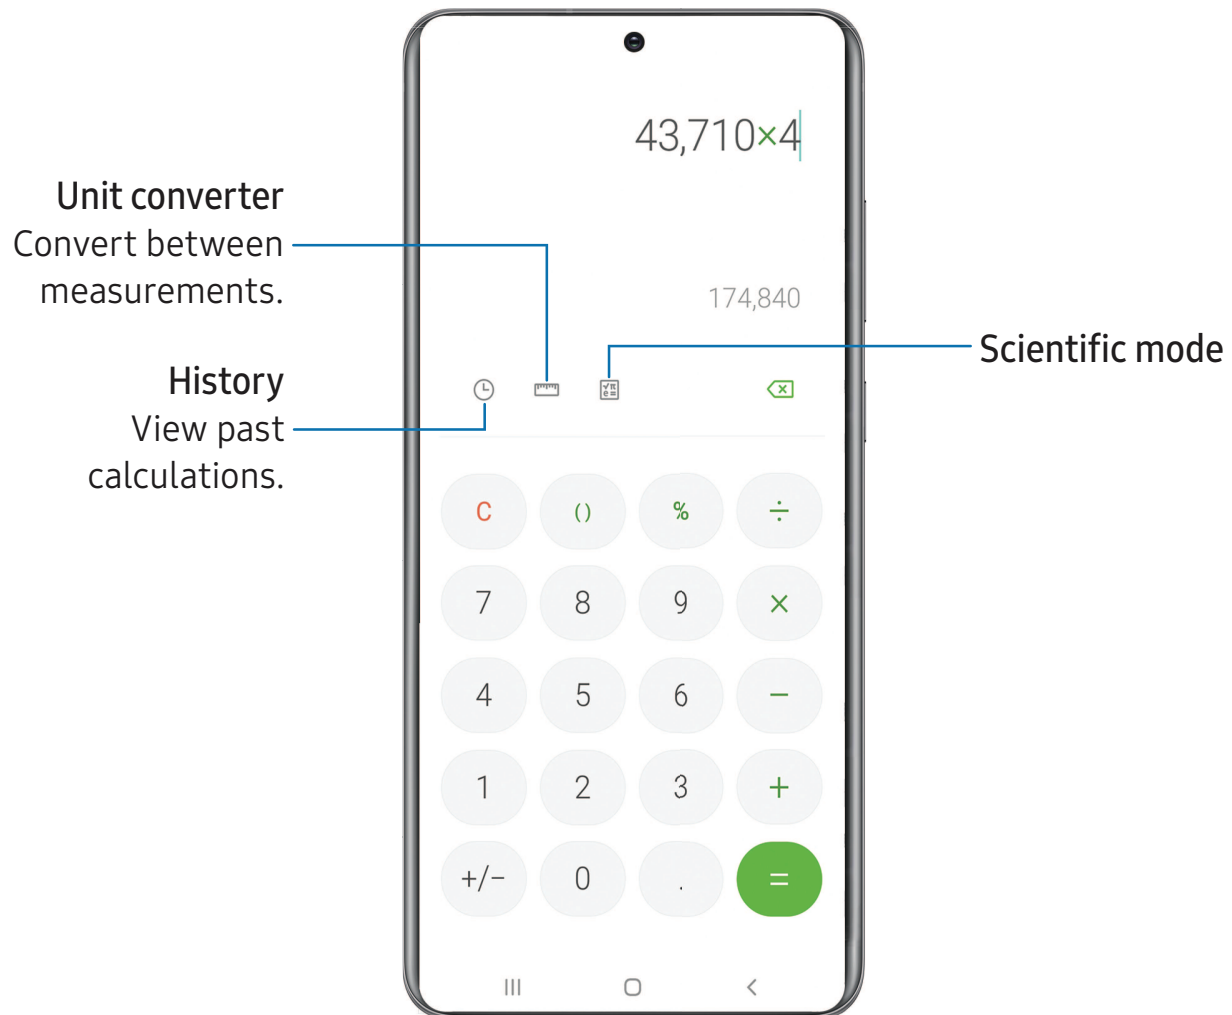 43,710×4
Unit converter
Convert between
measurements.
174,840
Scientific mode
History
View past
calculations.
√π
e =
C () % ÷
7 8 9 ×
4 5 6 −
1 2 3 +
+/− 0 . =